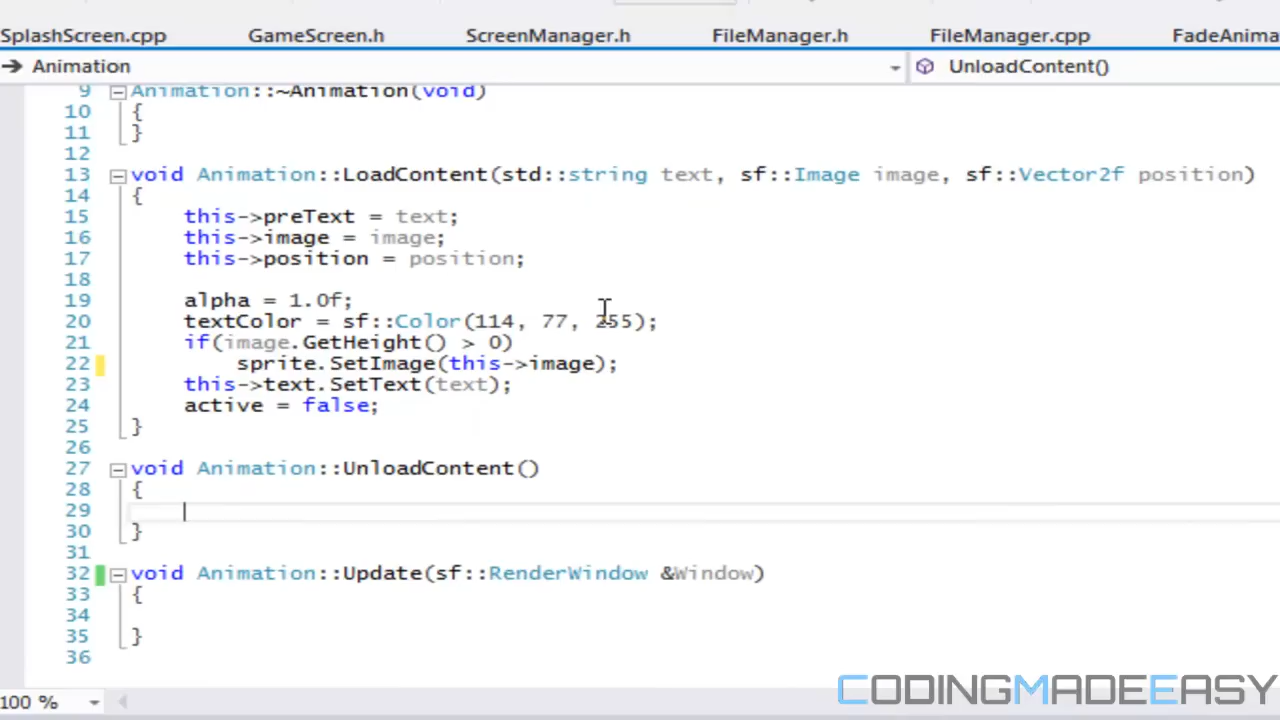 SplashScreen.cpp GameScreen.h ScreenManager.h FileManager.h FileManager.cpp FadeAnima
Animation UnloadContent()
9 Animation::~Animation(void)
10 {
11 }
12
13 void Animation::LoadContent(std::string text, sf::Image image, sf::Vector2f position)
14 {
15 this->preText = text;
16 this->image = image;
17 this->position = position;
18
19 alpha = 1.0f;
20 textColor = sf::Color(114, 77, 255);
21 if(image.GetHeight() > 0)
22 sprite.SetImage(this->image);
23 this->text.SetText(text);
24 active = false;
25 }
26
27 void Animation::UnloadContent()
28 {
29
30 }
31
32 void Animation::Update(sf::RenderWindow &Window)
33 {
34
35 }
36
100 %
CODINGMADEEASY